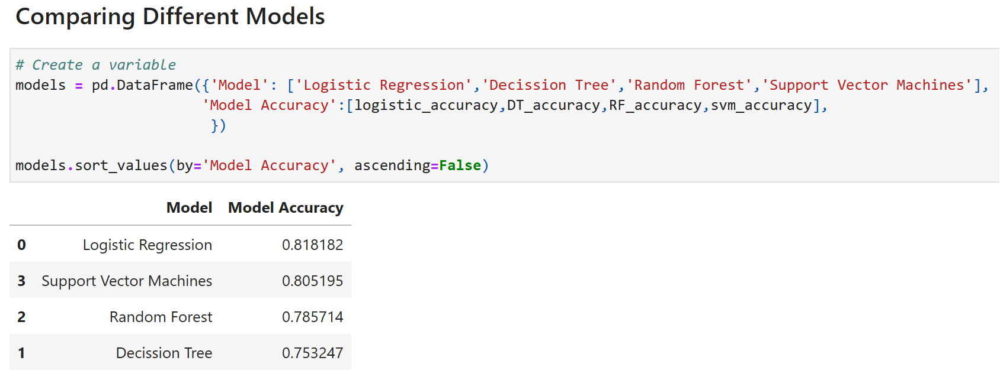 Comparing Different Models
# Create a variable
models = pd.DataFrame({'Model': ['Logistic Regression','Decission Tree','Random Forest','Support Vector Machines'],
'Model Accuracy':[logistic_accuracy,DT_accuracy,RF_accuracy,svm_accuracy],
})
models.sort_values(by='Model Accuracy', ascending=False)
Model Model Accuracy
0 Logistic Regression 0.818182
3 Support Vector Machines 0.805195
2 Random Forest 0.785714
1 Decission Tree 0.753247